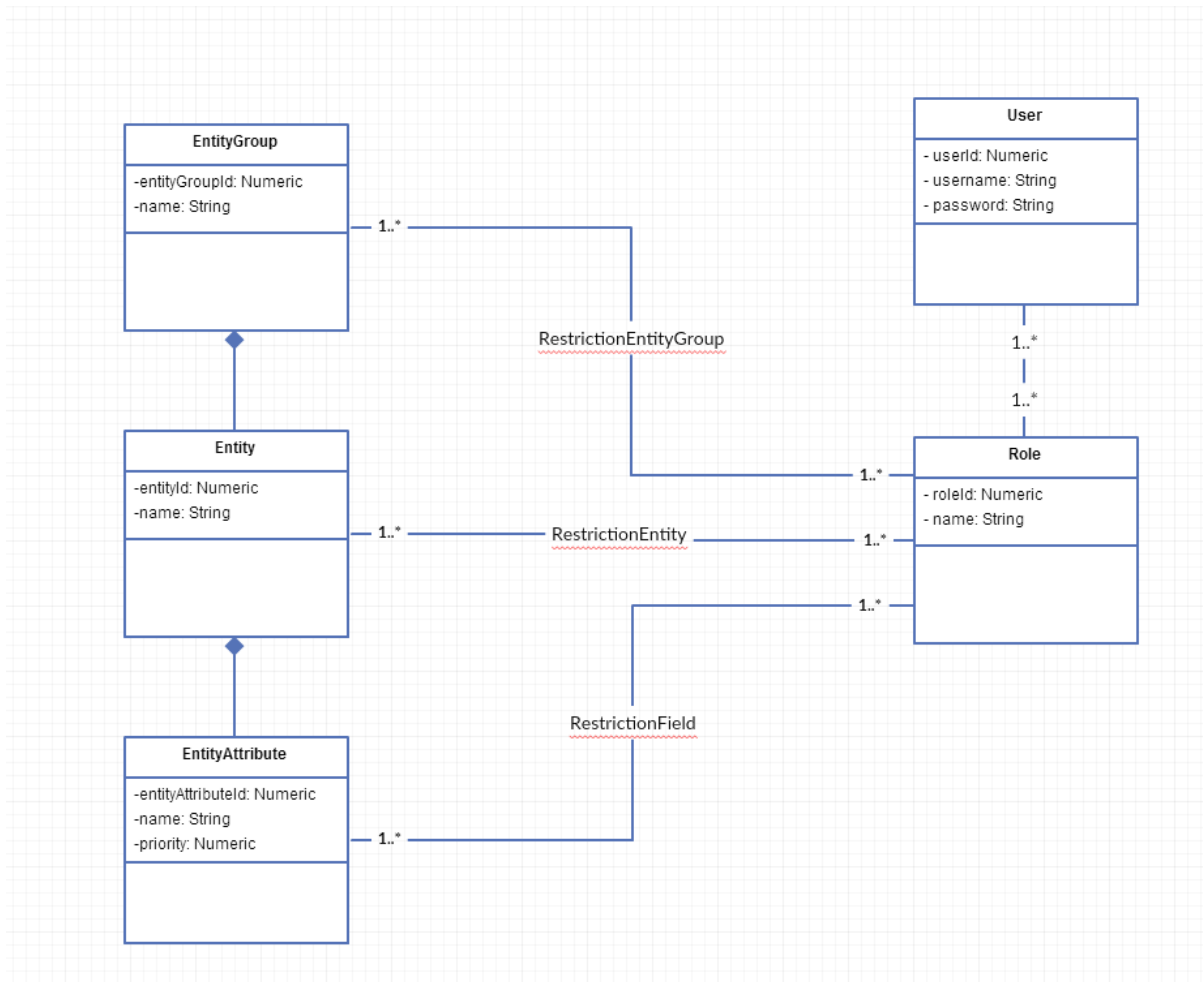 EntityGroup
-entityGroupId: Numeric
-name: String
1..*
RestrictionEntityGroup
1..*
User
- userId: Numeric
- username: String
- password: String
1..*
1..*
Entity
-entityId: Numeric
-name: String
1..*
RestrictionEntity
1..*
Role
- roleId: Numeric
- name: String
1..*
RestrictionField
EntityAttribute
-entityAttributeId: Numeric
-name: String
-priority: Numeric
1..*